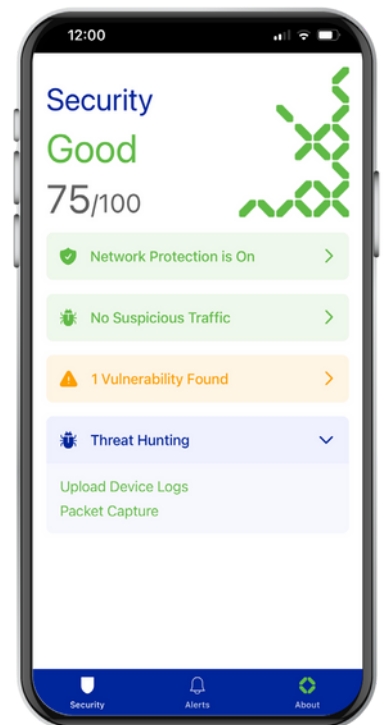 12:00
Security
Good
75/100
Network Protection is On
No Suspicious Traffic
1 Vulnerability Found
Threat Hunting
Upload Device Logs
Packet Capture
Security
Alerts
About